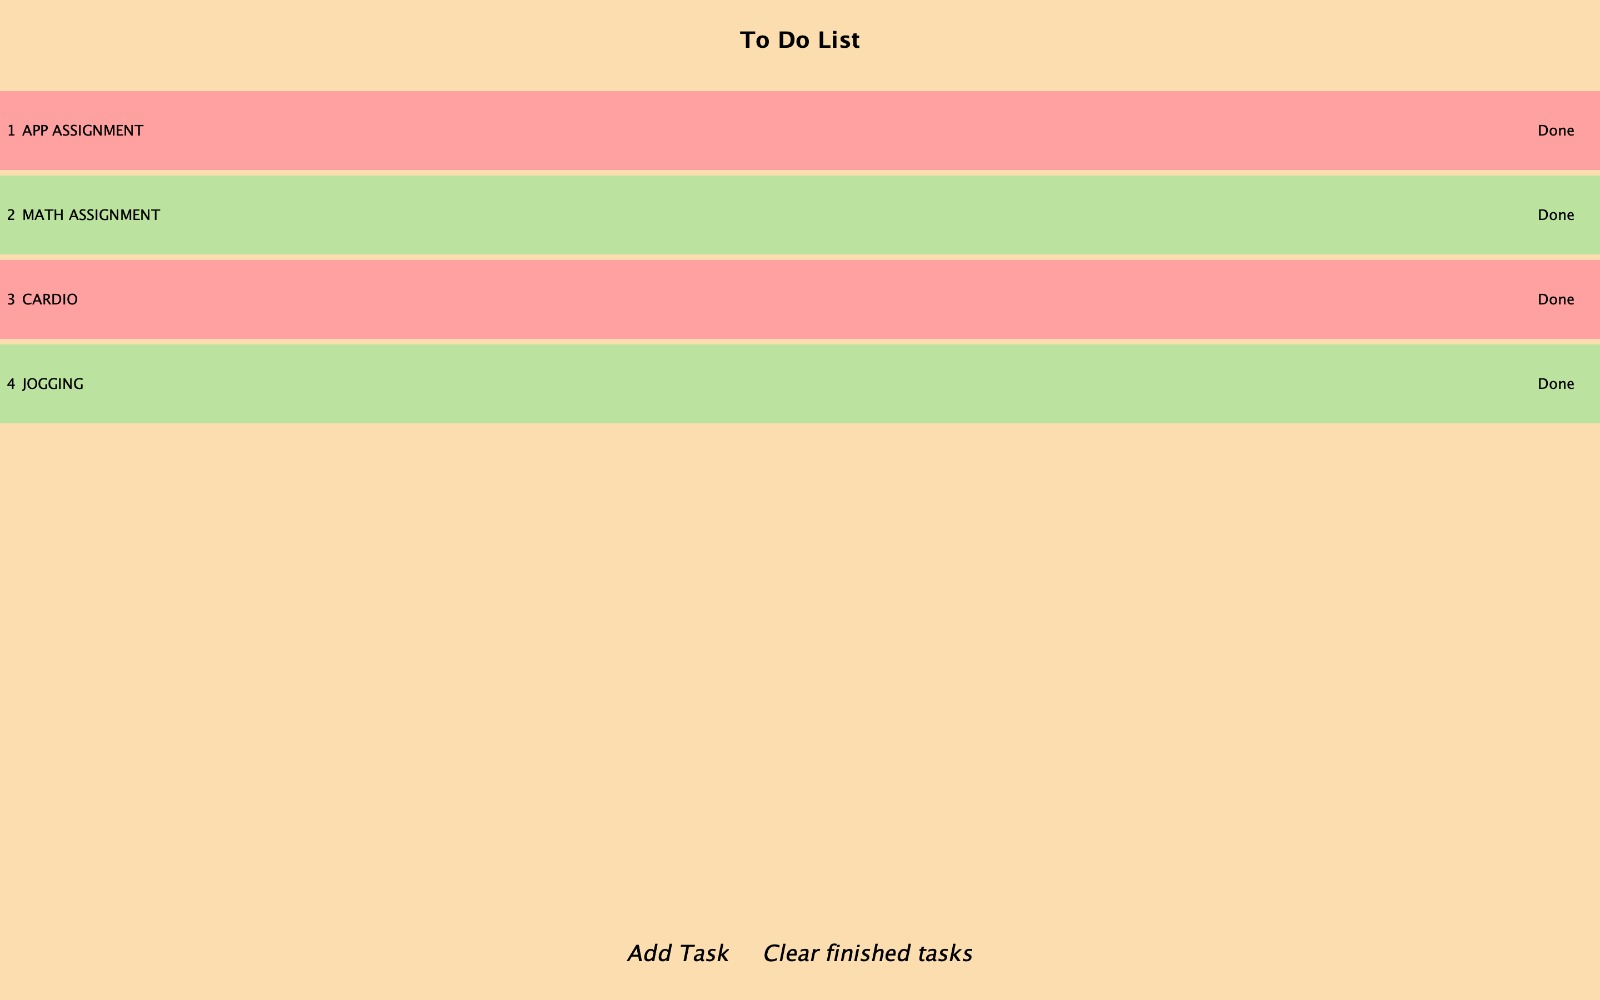 To Do List
1 APP ASSIGNMENT Done
2 MATH ASSIGNMENT Done
3 CARDIO Done
4 JOGGING Done
Add Task Clear finished tasks